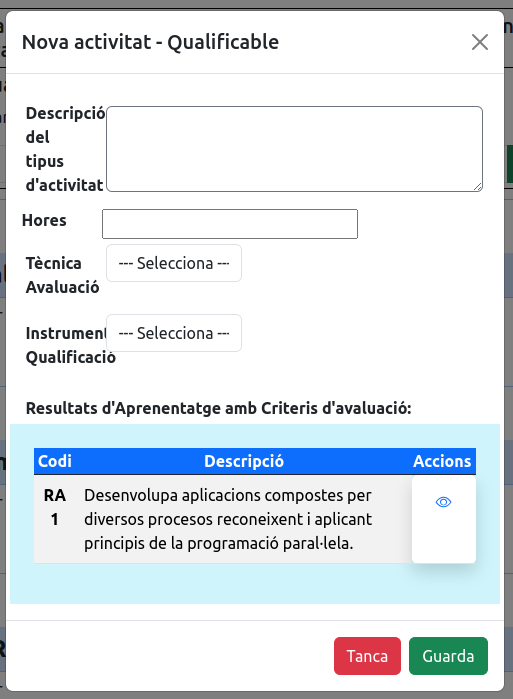 Nova activitat - Qualificable
Descripció
del
tipus
d'activitat
Hores
Tècnica
Avaluació
--- Selecciona ---
Instrument
Qualificació
--- Selecciona ---
Resultats d'Aprenentatge amb Criteris d'avaluació:
Codi Descripció Accions
RA
1
Desenvolupa aplicacions compostes per
diversos processos reconeixent i aplicant
principis de la programació paral·lela.
Tanca Guarda